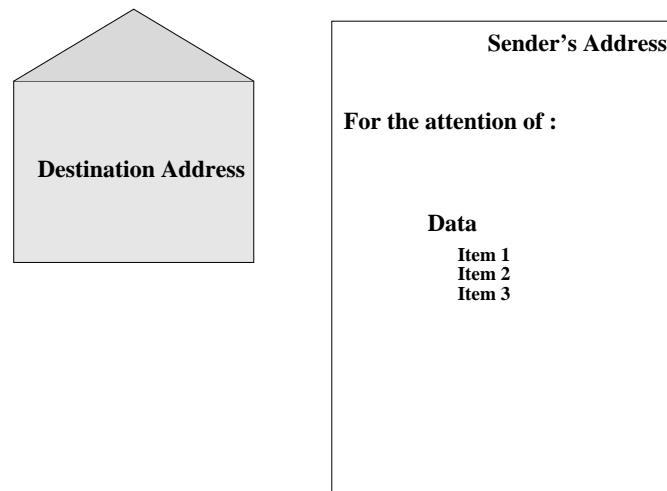 Sender's Address
For the attention of :
Destination Address
Data
Item 1
Item 2
Item 3